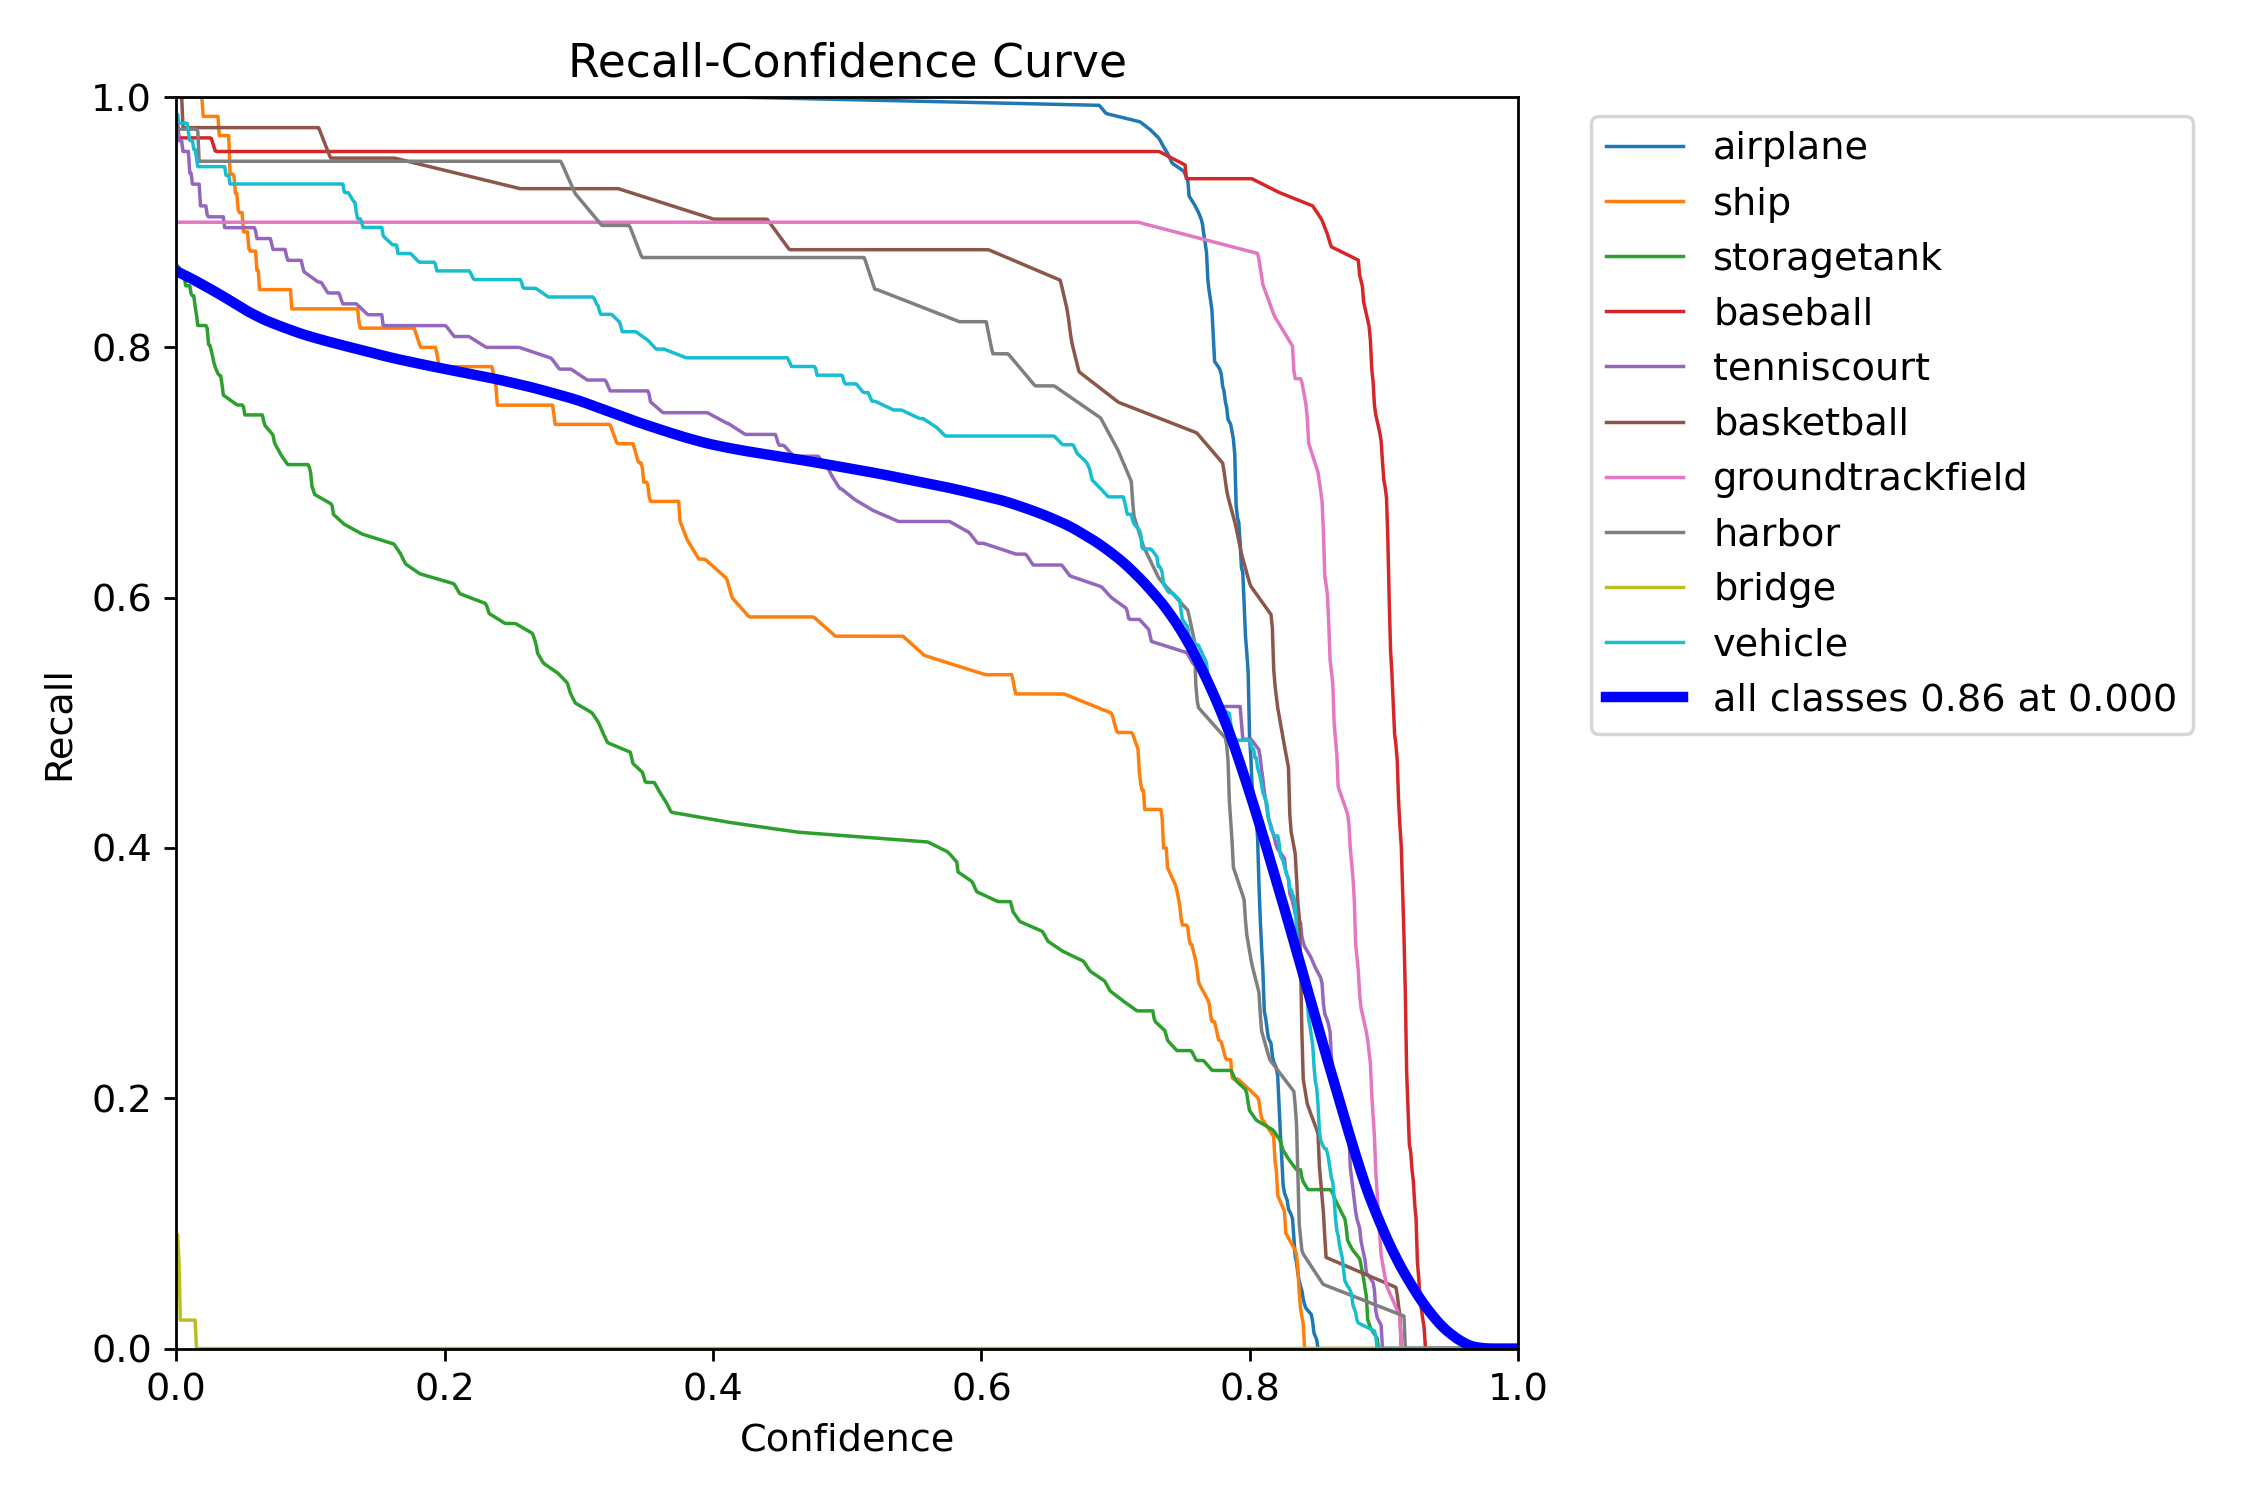 Recall-Confidence Curve
1.0
0.8
0.6
0.4
0.2
0.0
Recall
0.0 0.2 0.4 0.6 0.8 1.0
Confidence
airplane
ship
storagetank
baseball
tenniscourt
basketball
groundtrackfield
harbor
bridge
vehicle
all classes 0.86 at 0.000